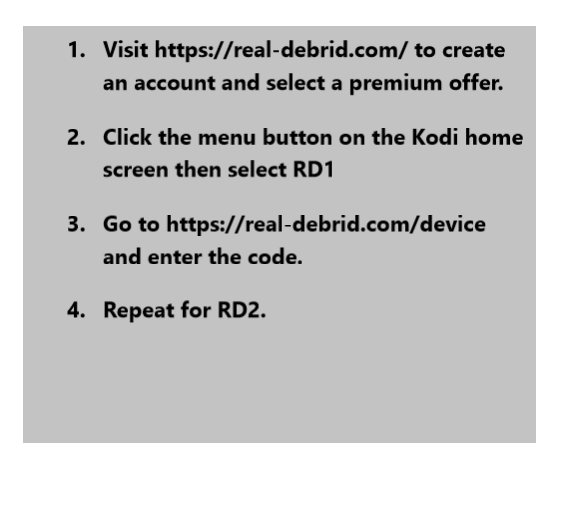 1. Visit https://real-debrid.com/ to create
an account and select a premium offer.
2. Click the menu button on the Kodi home
screen then select RD1
3. Go to https://real-debrid.com/device
and enter the code.
4. Repeat for RD2.